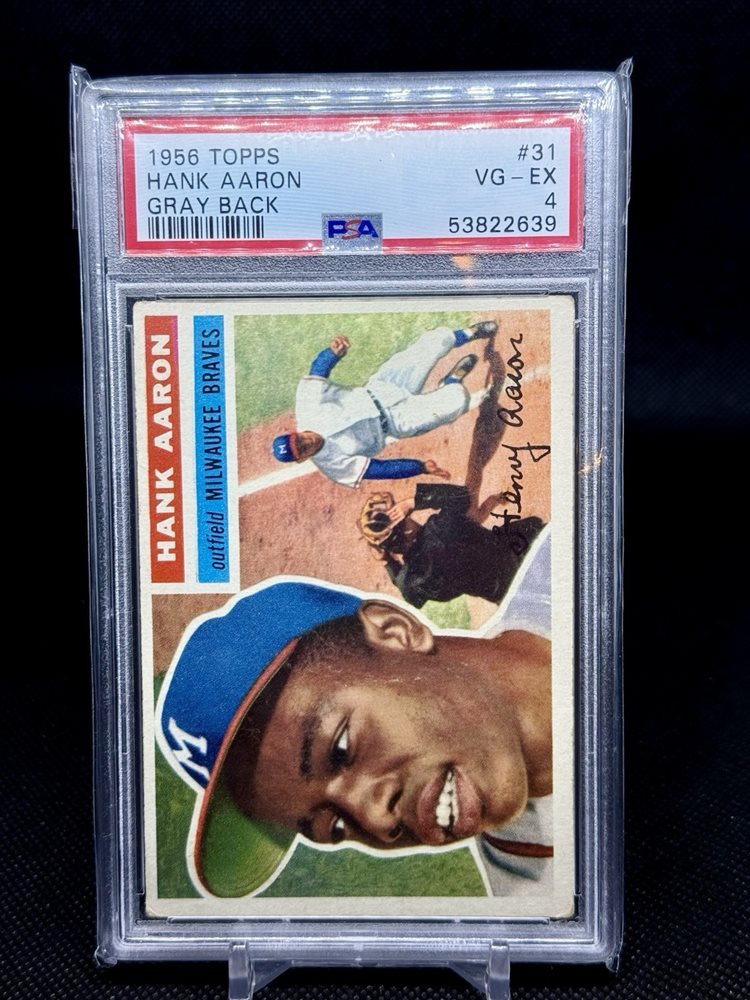 1956 TOPPS #31
HANK AARON VG - EX
GRAY BACK 4
PSA 53822639
HANK AARON
outfield MILWAUKEE BRAVES
M
Henry Aaron
M